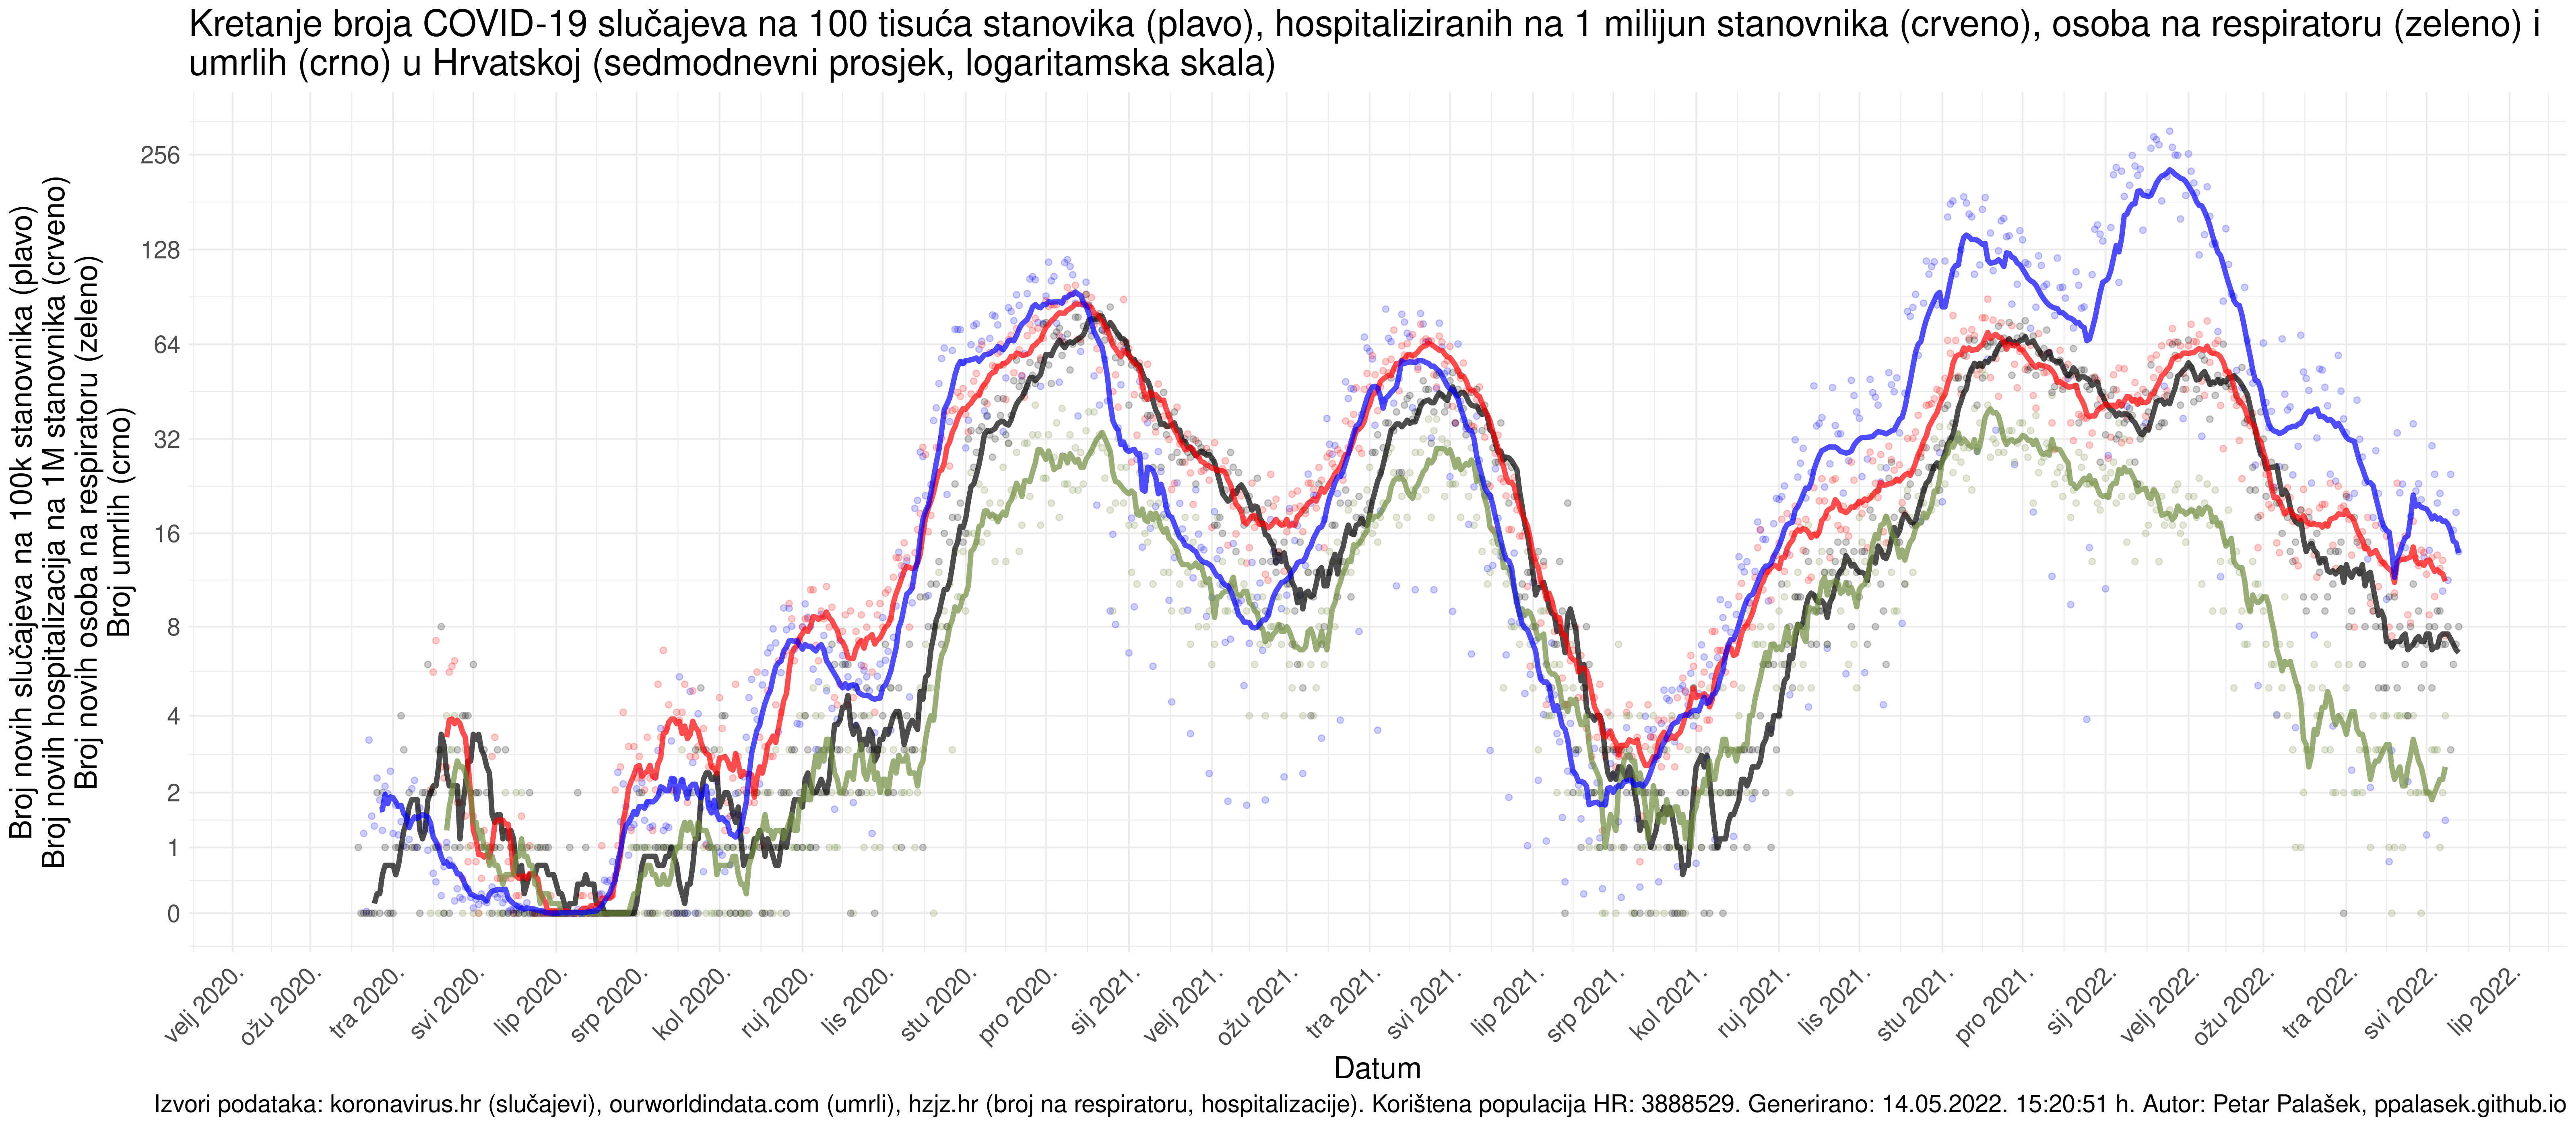 Kretanje broja COVID-19 slučajeva na 100 tisuća stanovika (plavo), hospitaliziranih na 1 milijun stanovnika (crveno), osoba na respiratoru (zeleno) i
umrlih (crno) u Hrvatskoj (sedmodnevni prosjek, logaritamska skala)
Broj novih slučajeva na 100k stanovnika (plavo)
Broj novih hospitalizacija na 1M stanovnika (crveno)
Broj novih osoba na respiratoru (zeleno)
Broj umrlih (crno)
256
128
64
32
16
8
4
2
1
0
velj 2020.
ožu 2020.
tra 2020.
svi 2020.
lip 2020.
srp 2020.
kol 2020.
ruj 2020.
lis 2020.
stu 2020.
pro 2020.
sij 2021.
velj 2021.
ožu 2021.
tra 2021.
svi 2021.
lip 2021.
srp 2021.
kol 2021.
ruj 2021.
lis 2021.
stu 2021.
pro 2021.
sij 2022.
velj 2022.
ožu 2022.
tra 2022.
svi 2022.
lip 2022.
Datum
Izvori podataka: koronavirus.hr (slučajevi), ourworldindata.com (umrli), hzjz.hr (broj na respiratoru, hospitalizacije). Korištena populacija HR: 3888529. Generirano: 14.05.2022. 15:20:51 h. Autor: Petar Palašek, ppalasek.github.io